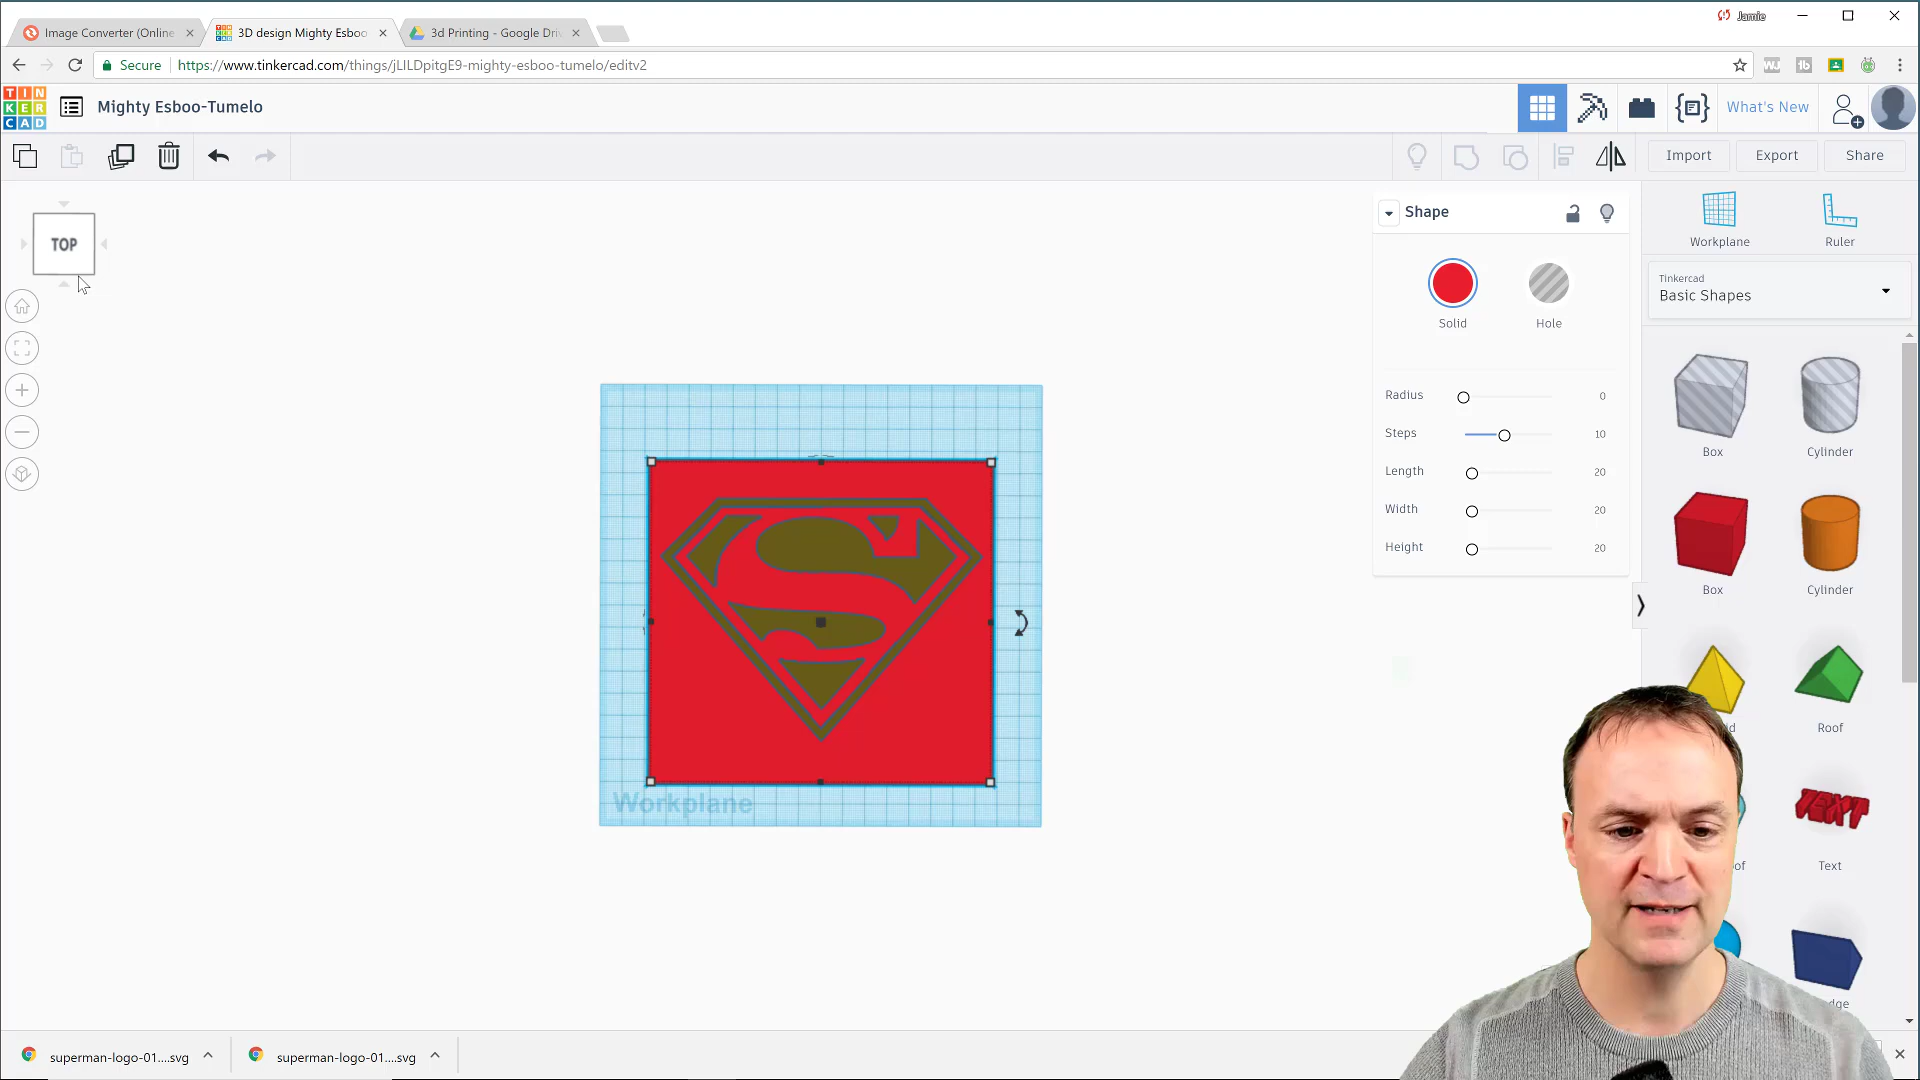 Jamie
Image Converter (Online
3D design Mighty Esboo
3d Printing - Google Driv
Secure
https://www.tinkercad.com/things/jLILDpitgE9-mighty-esboo-tumelo/editv2
TIN
KER
CAD
Mighty Esboo-Tumelo
What's New
Import
Export
Share
TOP
Shape
Solid
Hole
Radius 0
Steps 10
Length 20
Width 20
Height 20
Workplane
Ruler
Tinkercad
Basic Shapes
Box
Cylinder
Box
Cylinder
Roof
TEXT
Text
Workplane
superman-logo-01....svg
superman-logo-01....svg